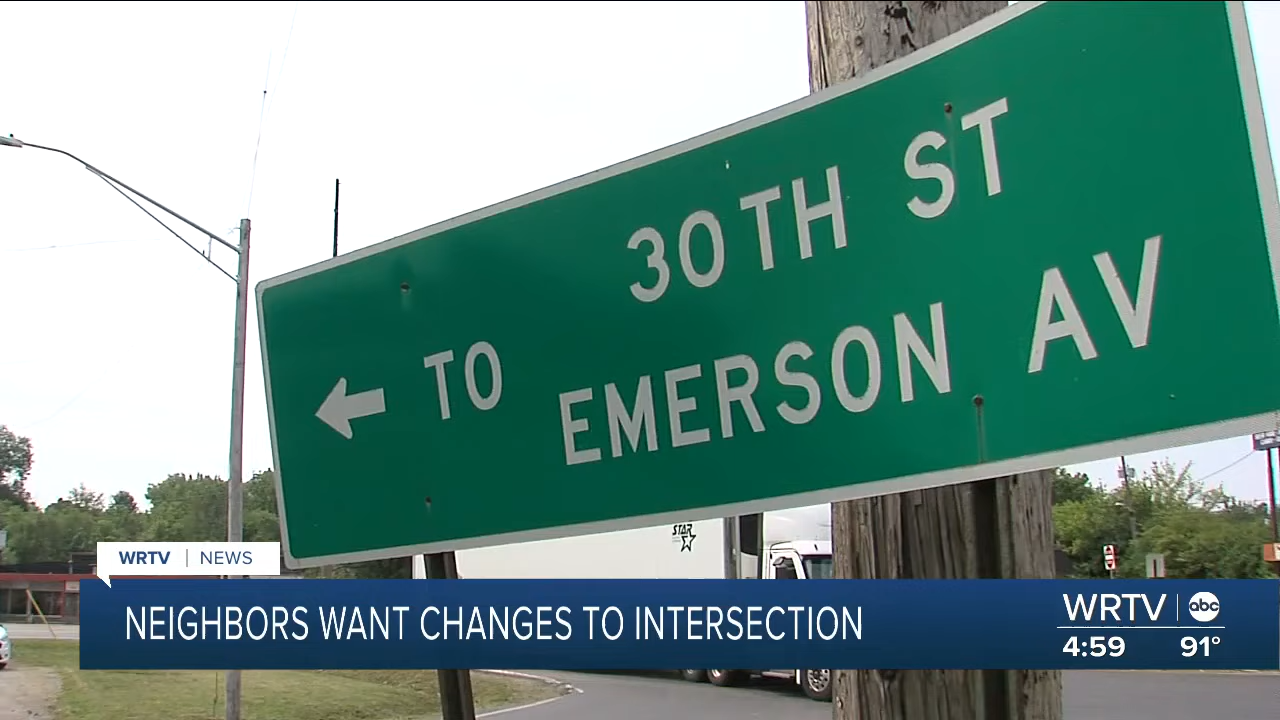 30TH ST
← TO
EMERSON AV
STAR
WRTV | NEWS
NEIGHBORS WANT CHANGES TO INTERSECTION
WRTV | abc
4:59 91°